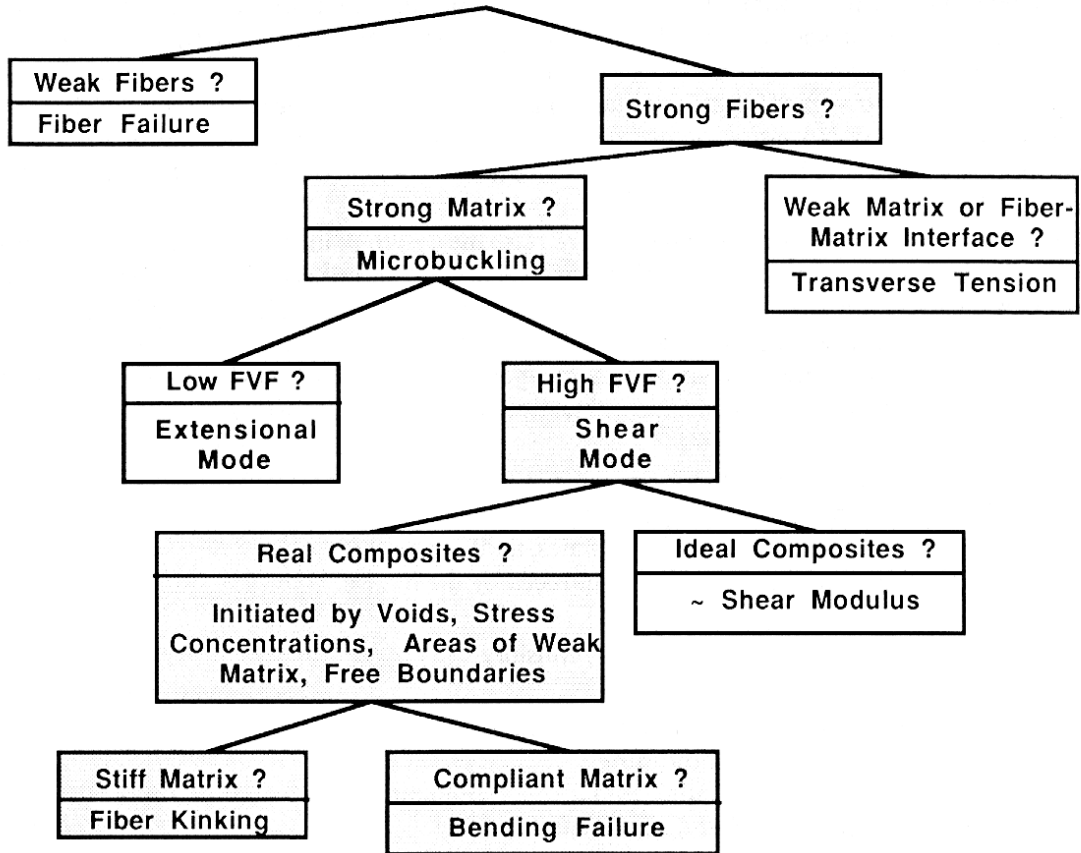 Weak Fibers ?
Fiber Failure
Strong Fibers ?
Strong Matrix ?
Microbuckling
Weak Matrix or Fiber-
Matrix Interface ?
Transverse Tension
Low FVF ?
Extensional
Mode
High FVF ?
Shear
Mode
Real Composites ?
Initiated by Voids, Stress
Concentrations, Areas of Weak
Matrix, Free Boundaries
Ideal Composites ?
~ Shear Modulus
Stiff Matrix ?
Fiber Kinking
Compliant Matrix ?
Bending Failure